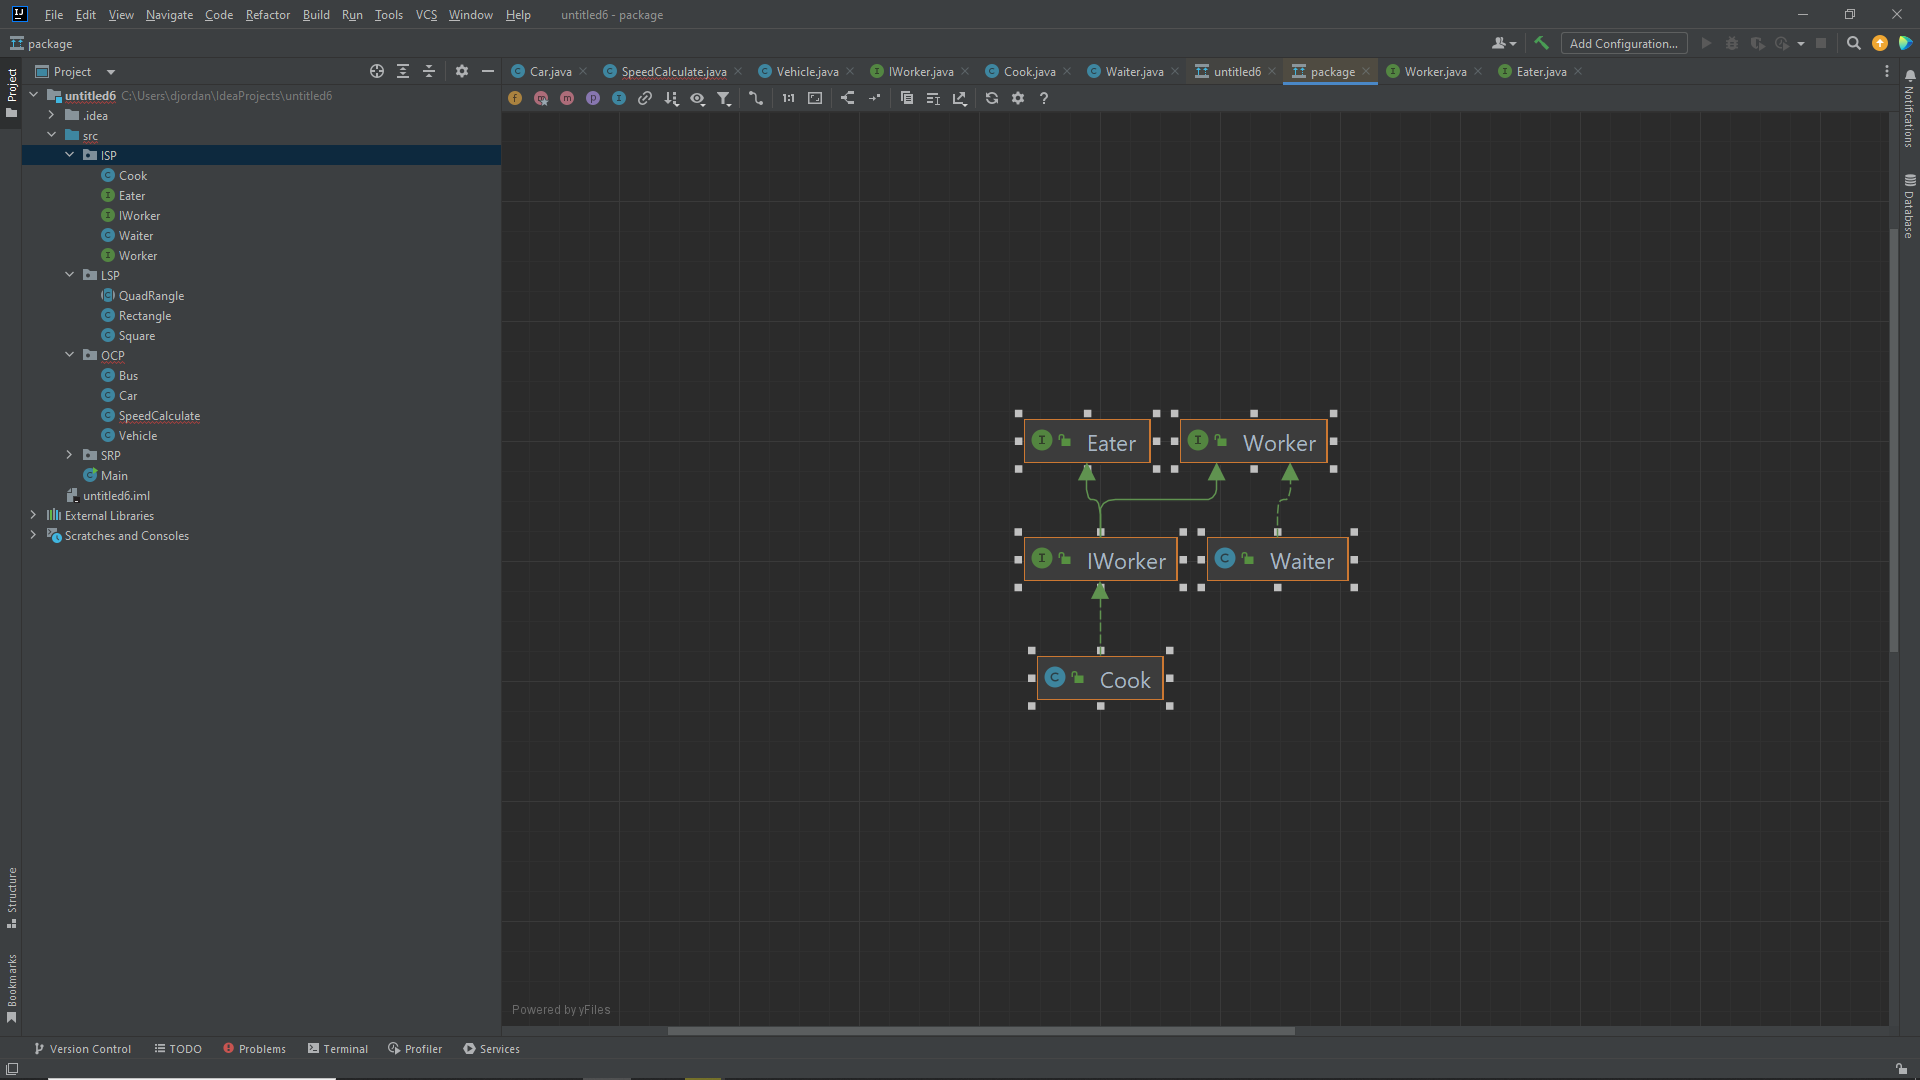 File Edit View Navigate Code Refactor Build Run Tools VCS Window Help untitled6 - package
package Add Configuration...
Project
Project Car.java SpeedCalculate.java Vehicle.java IWorker.java Cook.java Waiter.java untitled6 package Worker.java Eater.java
untitled6 C:\Users\djordan\IdeaProjects\untitled6
.idea
src
ISP
Cook
Eater
IWorker
Waiter
Worker
LSP
QuadRangle
Rectangle
Square
OCP
Bus
Car
SpeedCalculate
Vehicle
SRP
Main
untitled6.iml
External Libraries
Scratches and Consoles
1:1
Eater
Worker
IWorker
Waiter
Cook
Powered by yFiles
Notifications
Database
Structure
Bookmarks
Version Control TODO Problems Terminal Profiler Services